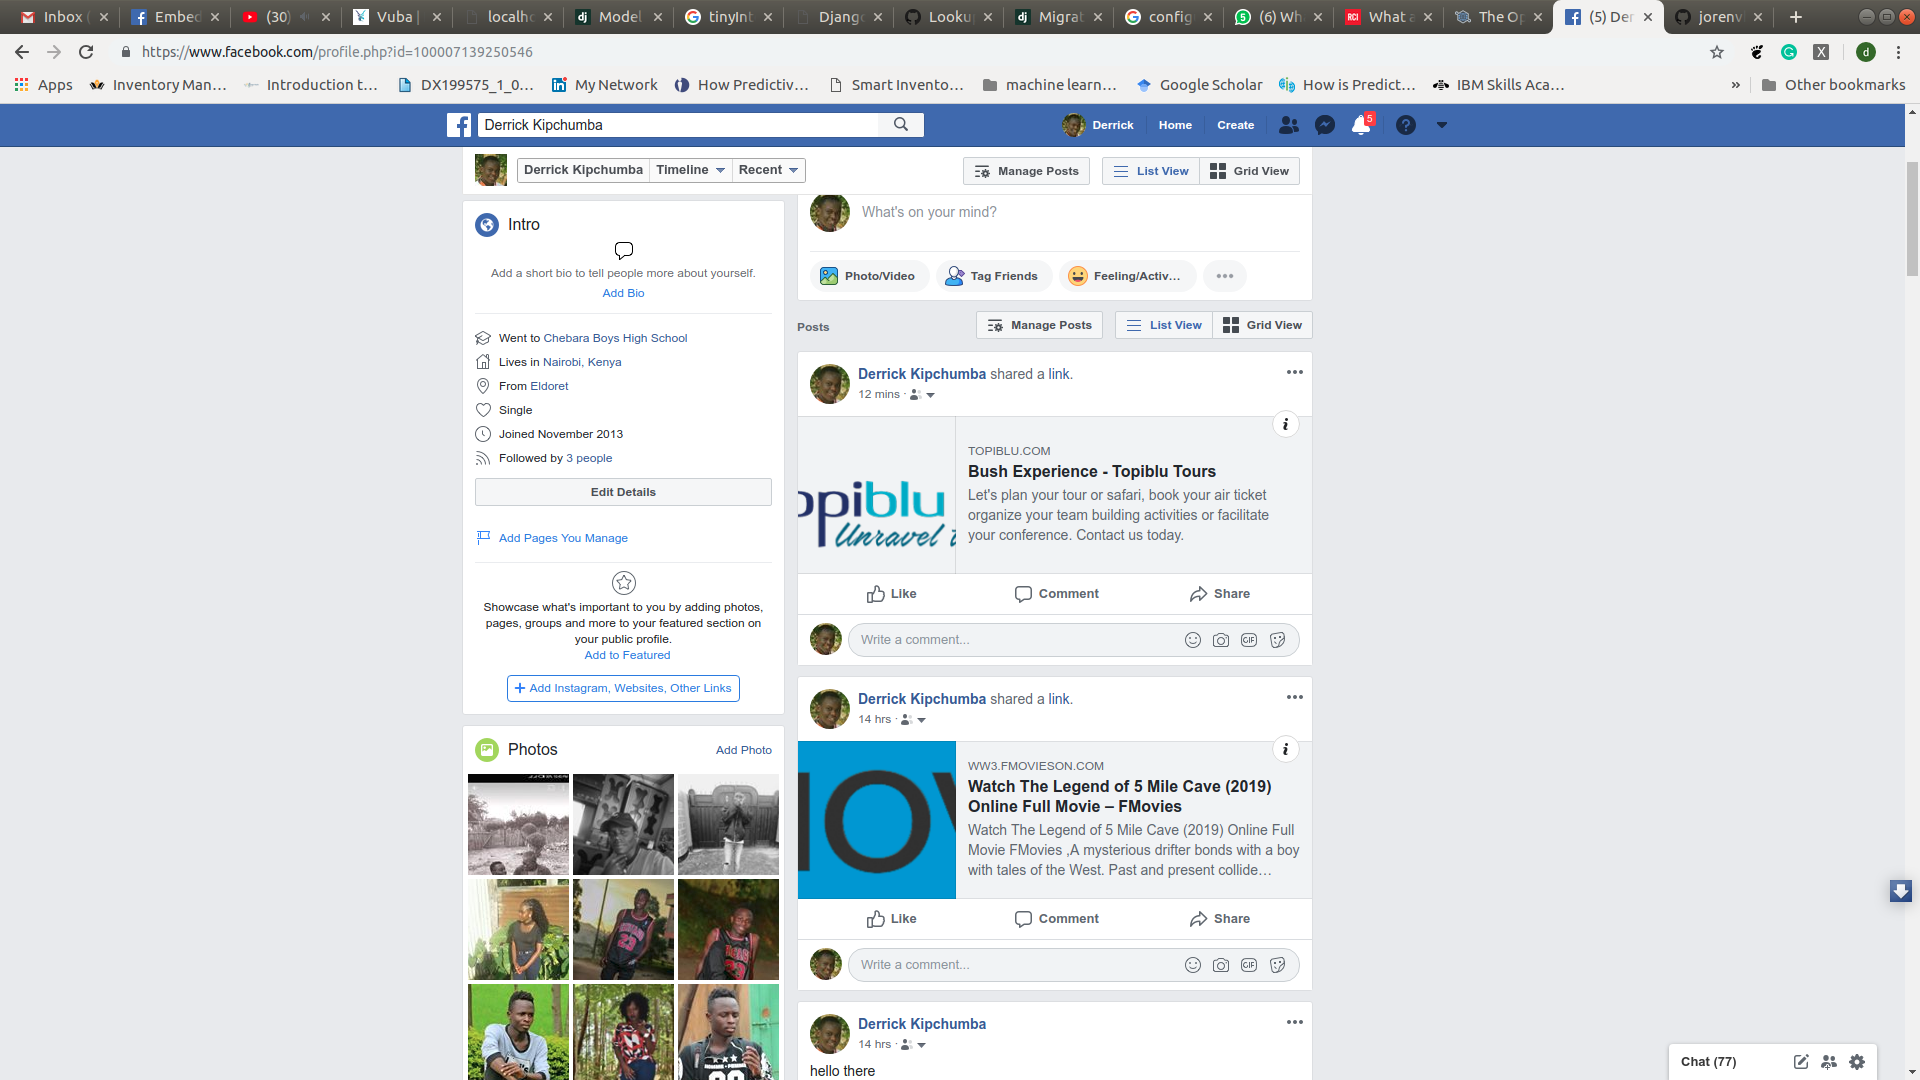 Inbox (
Embed
(30)
Vuba |
localh
Model
tinyInt
Djang
Looku
Migrat
config
(6) Wh
What a
The Op
(5) Der
jorenv
https://www.facebook.com/profile.php?id=100007139250546
d
Apps
Inventory Man...
Introduction t...
DX199575_1_0...
My Network
How Predictiv...
Smart Invento...
machine learn...
Google Scholar
How is Predict...
IBM Skills Aca...
»
Other bookmarks
Derrick Kipchumba
Derrick
Home
Create
5
Derrick Kipchumba
Timeline
Recent
Manage Posts
List View
Grid View
Intro
Add a short bio to tell people more about yourself.
Add Bio
Went to Chebara Boys High School
Lives in Nairobi, Kenya
From Eldoret
Single
Joined November 2013
Followed by 3 people
Edit Details
Add Pages You Manage
Showcase what's important to you by adding photos,
pages, groups and more to your featured section on
your public profile.
Add to Featured
+ Add Instagram, Websites, Other Links
Photos
Add Photo
What's on your mind?
Photo/Video
Tag Friends
Feeling/Activ...
Posts
Manage Posts
List View
Grid View
Derrick Kipchumba shared a link.
12 mins ·
opiblu
Unravel t
TOPIBLU.COM
Bush Experience - Topiblu Tours
Let's plan your tour or safari, book your air ticket
organize your team building activities or facilitate
your conference. Contact us today.
Like
Comment
Share
Write a comment...
GIF
Derrick Kipchumba shared a link.
14 hrs ·
WW3.FMOVIESON.COM
Watch The Legend of 5 Mile Cave (2019)
Online Full Movie – FMovies
Watch The Legend of 5 Mile Cave (2019) Online Full
Movie FMovies ,A mysterious drifter bonds with a boy
with tales of the West. Past and present collide…
Like
Comment
Share
Write a comment...
GIF
Derrick Kipchumba
14 hrs ·
hello there
Chat (77)